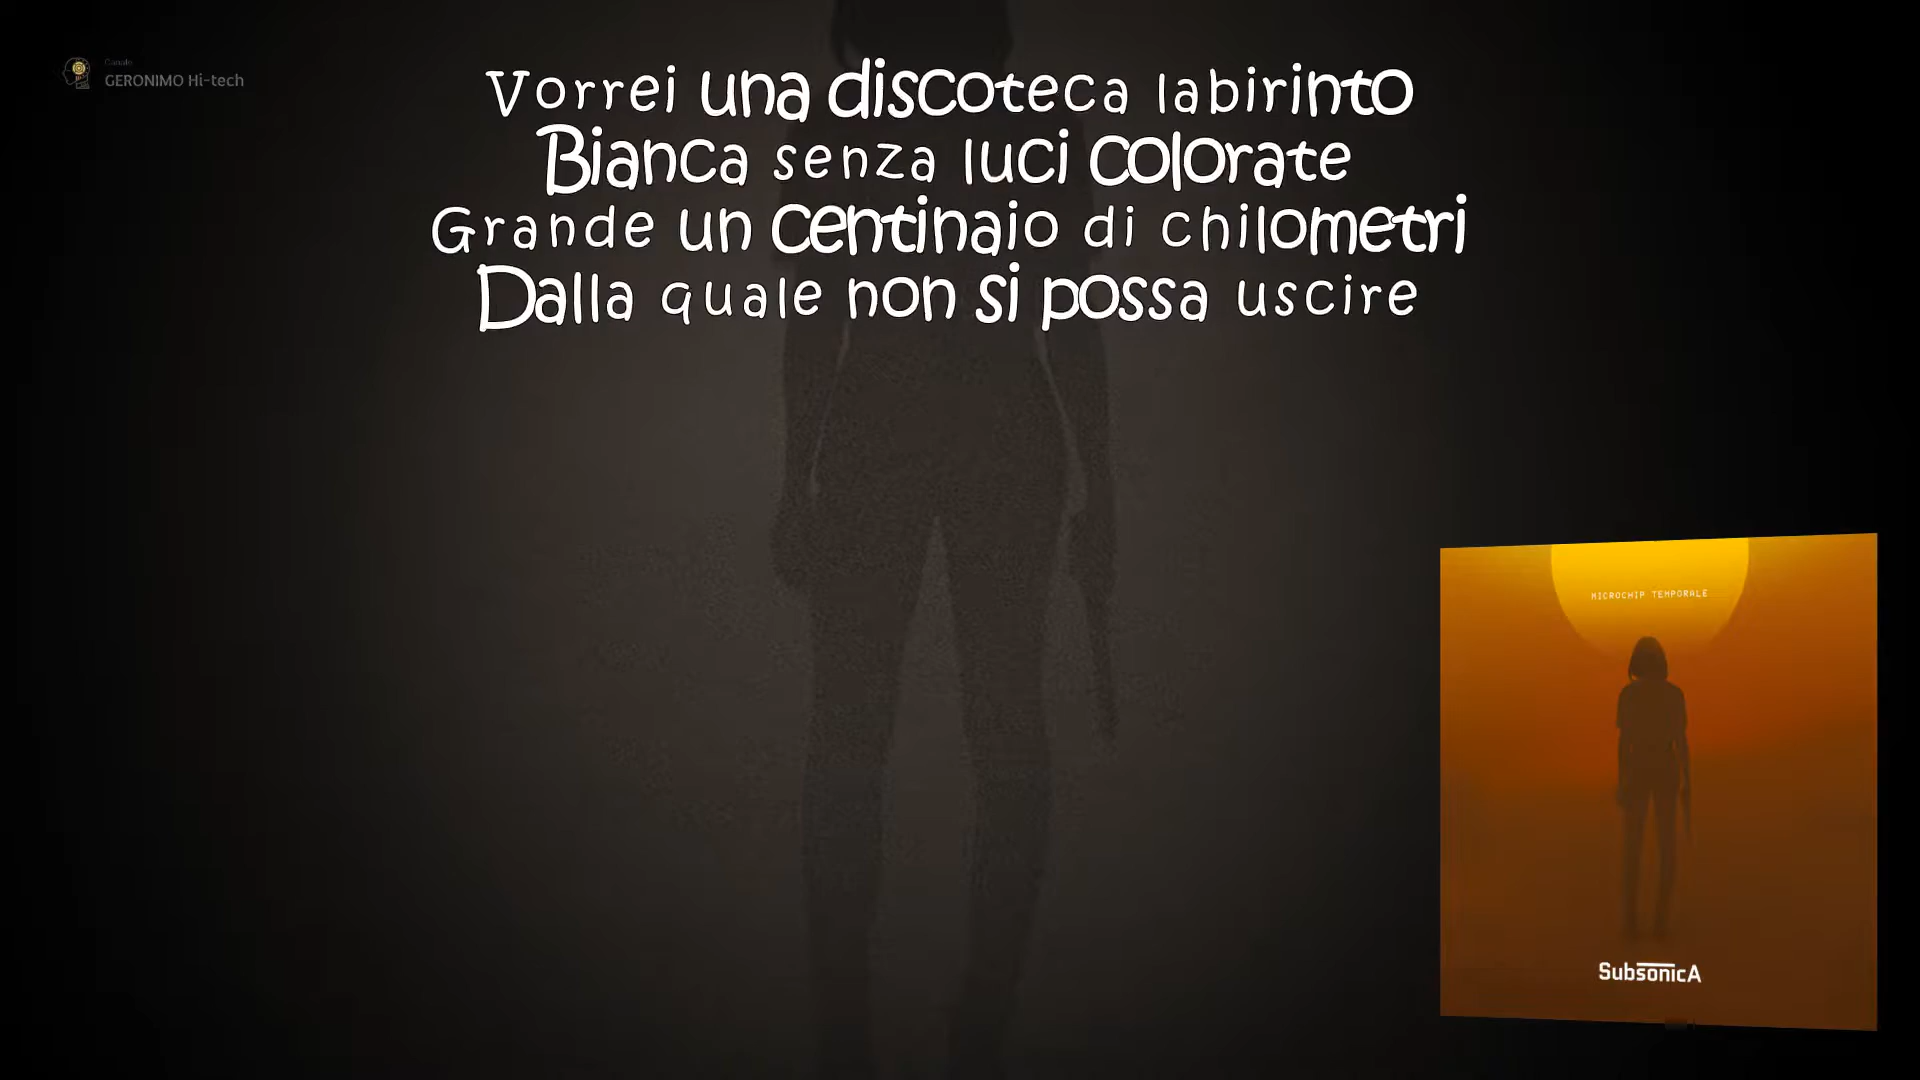 Canale
GERONIMO Hi-tech
Vorrei una discoteca labirinto
Bianca senza luci colorate
Grande un centinaio di chilometri
Dalla quale non si possa uscire
MICROCHIP TEMPORALE
SubsonicA